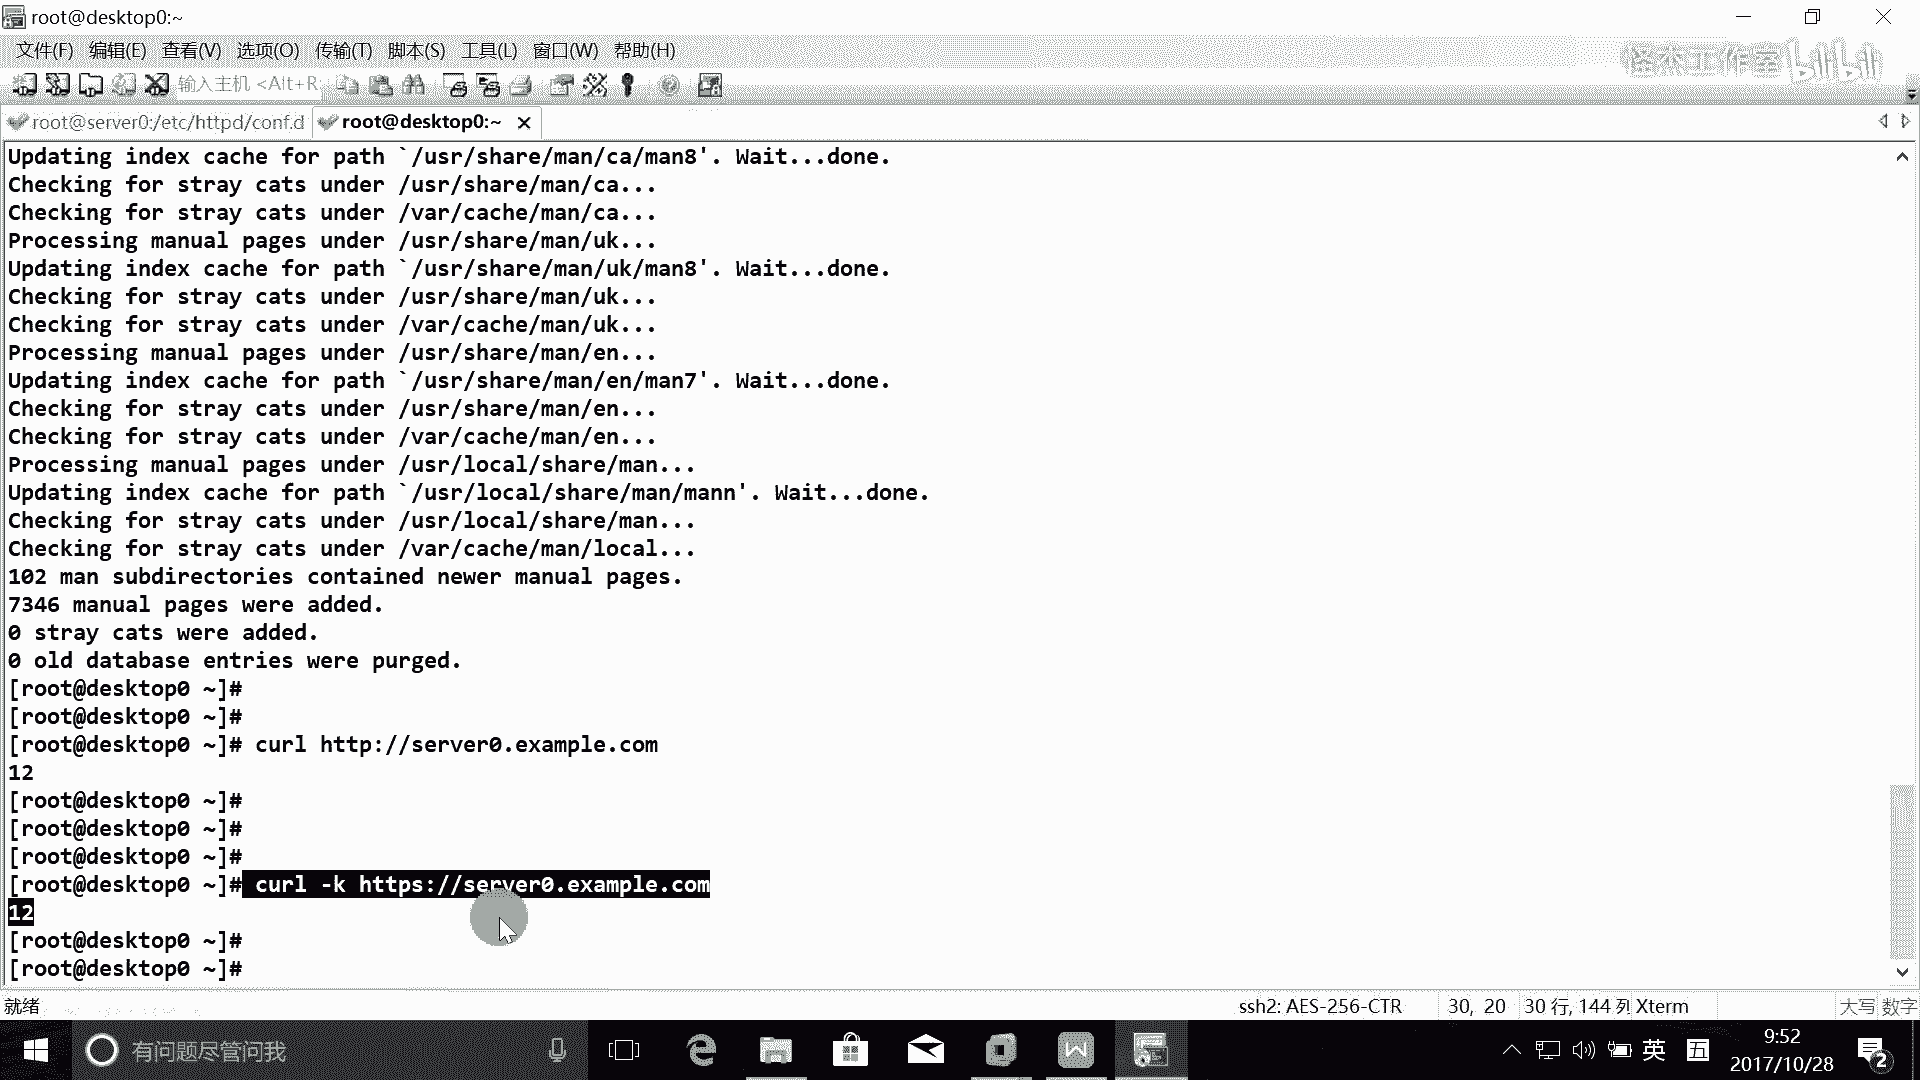 root@desktop0:~
文件(F) 编辑(E) 查看(V) 选项(O) 传输(T) 脚本(S) 工具(L) 窗口(W) 帮助(H)
怪杰工作室 bilibili
输入主机 <Alt+R>
root@server0:/etc/httpd/conf.d root@desktop0:~
Updating index cache for path `/usr/share/man/ca/man8'. Wait...done.
Checking for stray cats under /usr/share/man/ca...
Checking for stray cats under /var/cache/man/ca...
Processing manual pages under /usr/share/man/uk...
Updating index cache for path `/usr/share/man/uk/man8'. Wait...done.
Checking for stray cats under /usr/share/man/uk...
Checking for stray cats under /var/cache/man/uk...
Processing manual pages under /usr/share/man/en...
Updating index cache for path `/usr/share/man/en/man7'. Wait...done.
Checking for stray cats under /usr/share/man/en...
Checking for stray cats under /var/cache/man/en...
Processing manual pages under /usr/local/share/man...
Updating index cache for path `/usr/local/share/man/mann'. Wait...done.
Checking for stray cats under /usr/local/share/man...
Checking for stray cats under /var/cache/man/local...
102 man subdirectories contained newer manual pages.
7346 manual pages were added.
0 stray cats were added.
0 old database entries were purged.
[root@desktop0 ~]#
[root@desktop0 ~]#
[root@desktop0 ~]# curl http://server0.example.com
12
[root@desktop0 ~]#
[root@desktop0 ~]#
[root@desktop0 ~]#
[root@desktop0 ~]# curl -k https://server0.example.com
12
[root@desktop0 ~]#
[root@desktop0 ~]#
就绪 ssh2: AES-256-CTR 30, 20 30 行, 144 列 Xterm 大写 数字
有问题尽管问我 英 五 9:52
2017/10/28 2